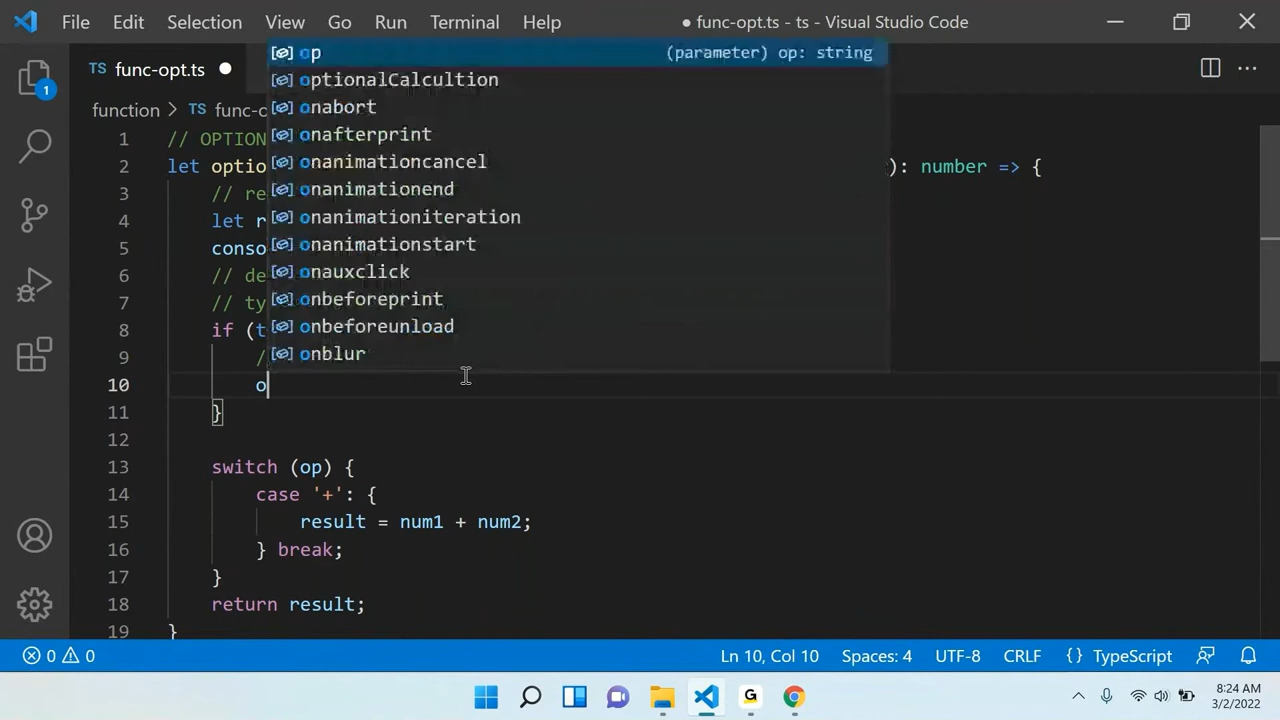 File Edit Selection View Go Run Terminal Help ● func-opt.ts - ts - Visual Studio Code
TS func-opt.ts ●
function > TS func-o
op (parameter) op: string
optionalCalcultion
onabort
onafterprint
onanimationcancel
onanimationend
onanimationiteration
onanimationstart
onauxclick
onbeforeprint
onbeforeunload
onblur
1 // OPTION
2 let option ): number => {
3 // re
4 let r
5 conso
6 // de
7 // ty
8 if (t
9 /
10 o
11 }
12
13 switch (op) {
14 case '+': {
15 result = num1 + num2;
16 } break;
17 }
18 return result;
19 }
1
0 0 Ln 10, Col 10 Spaces: 4 UTF-8 CRLF {} TypeScript
G
8:24 AM
3/2/2022